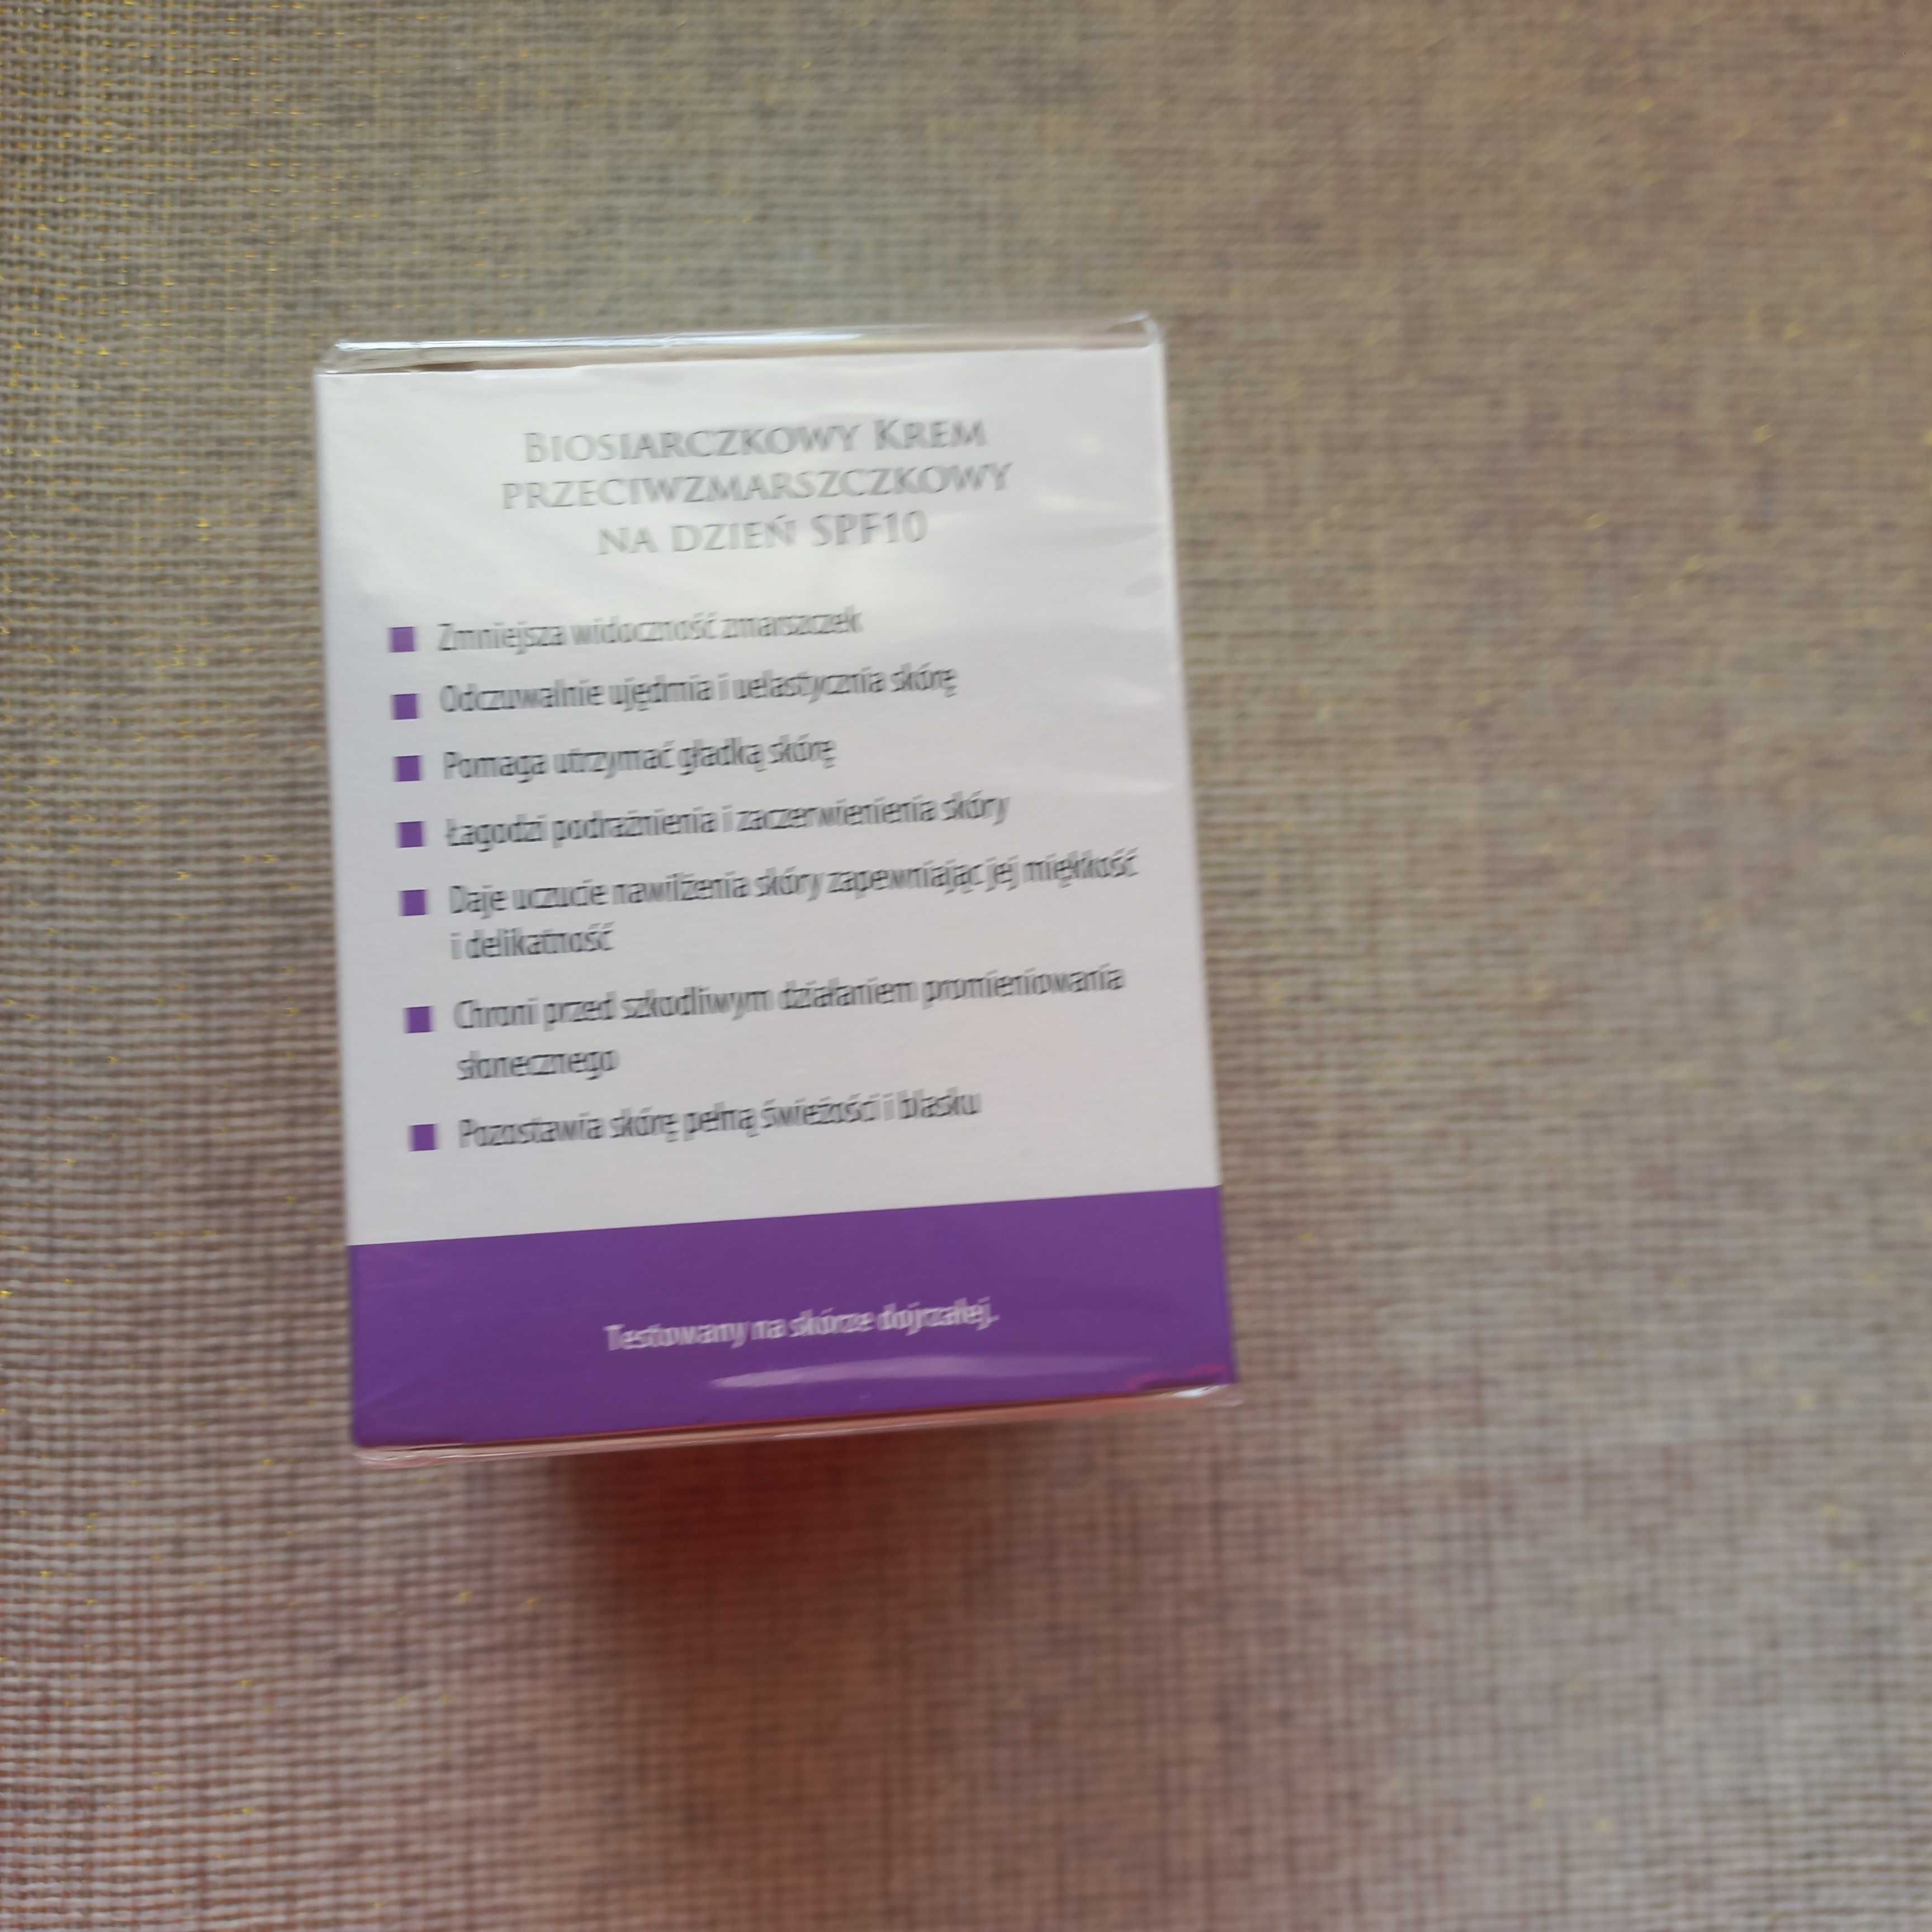 BIOSIARCZKOWY KREM
PRZECIWZMARSZCZKOWY
NA DZIEŃ SPF10
Zmniejsza widoczność zmarszczek
Odczuwalnie ujędrnia i uelastycznia skórę
Pomaga utrzymać gładką skórę
Łagodzi podrażnienia i zaczerwienienia skóry
Daje uczucie nawilżenia skóry zapewniając jej miękkość
i delikatność
Chroni przed szkodliwym działaniem promieniowania
słonecznego
Pozostawia skórę pełną świeżości i blasku
Testowany na skórze dojrzałej.